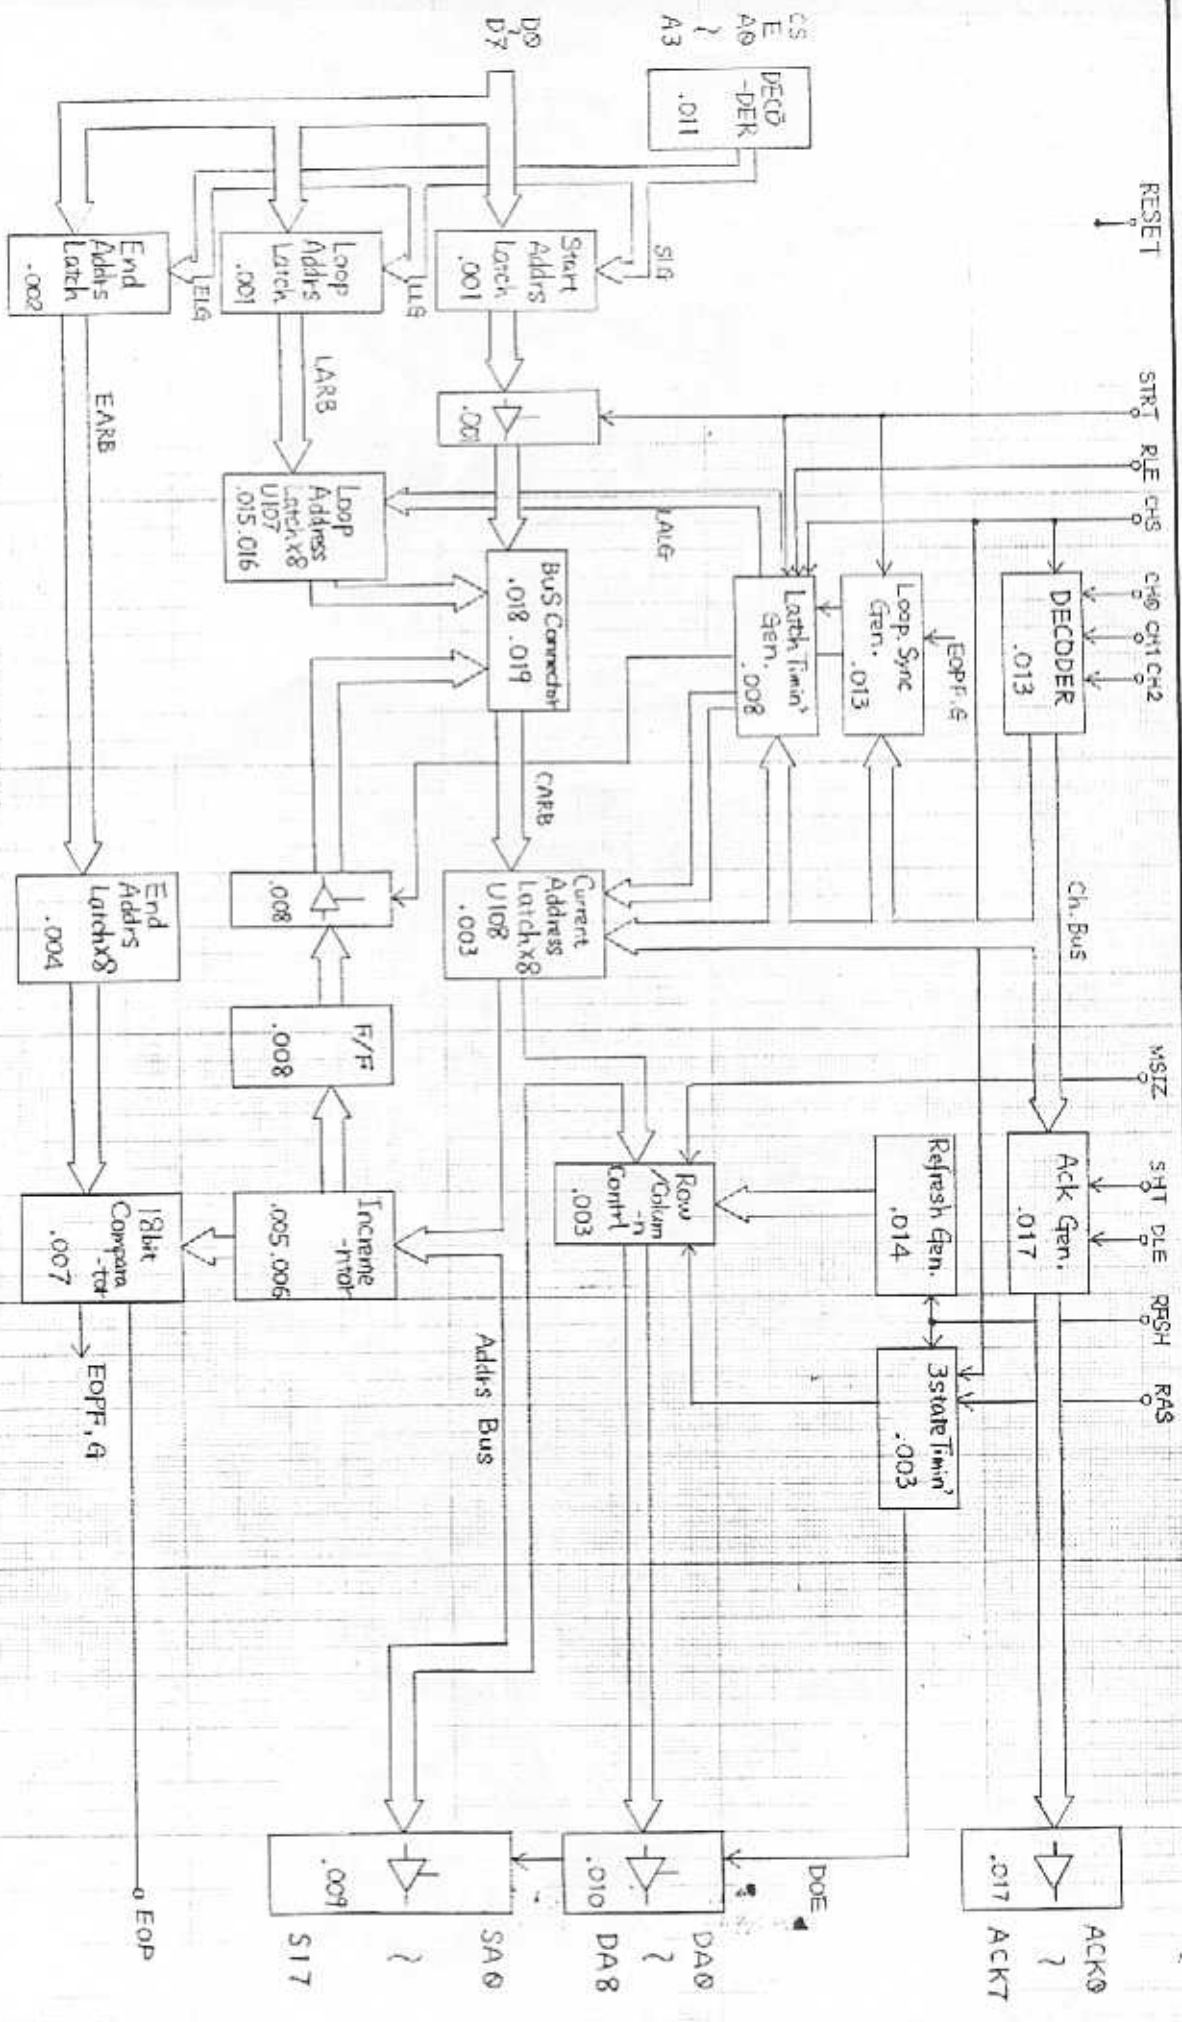 RESET
STRT
RLE
CHS
CH0 CH1 CH2
MSIZ
SHT
DLE
RFSH
RAS
CS
E
A0
~
A3
DECO
-DER
.011
DECODER
.013
Ch. Bus
Ack Gen.
.017
.017
ACK0
~
ACK7
EOPF.G
Loop. Sync
Gen.
.013
Latch Timin'
Gen.
.008
Refresh Gen.
.014
3state Timin'
.003
DOE
SLG
LALG
Row
/Colum
-n
Contrl
.003
.010
DA0
~
DA8
D0
~
D7
Start
Addrs
Latch
.001
.001
Bus Connector
.018 .019
CARB
Current
Address
Latch×8
U108
.003
Addrs Bus
.009
SA0
~
S17
LLG
Loop
Addrs
Latch
.001
LARB
Loop
Address
Latch×8
U107
.015.016
.008
F/F
.008
Increme
-ntor
.005.006
ELG
End
Addrs
Latch
.002
EARB
End
Addrs
Latch×8
.004
18bit
Compara
-tor
.007
EOPF,G
EOP